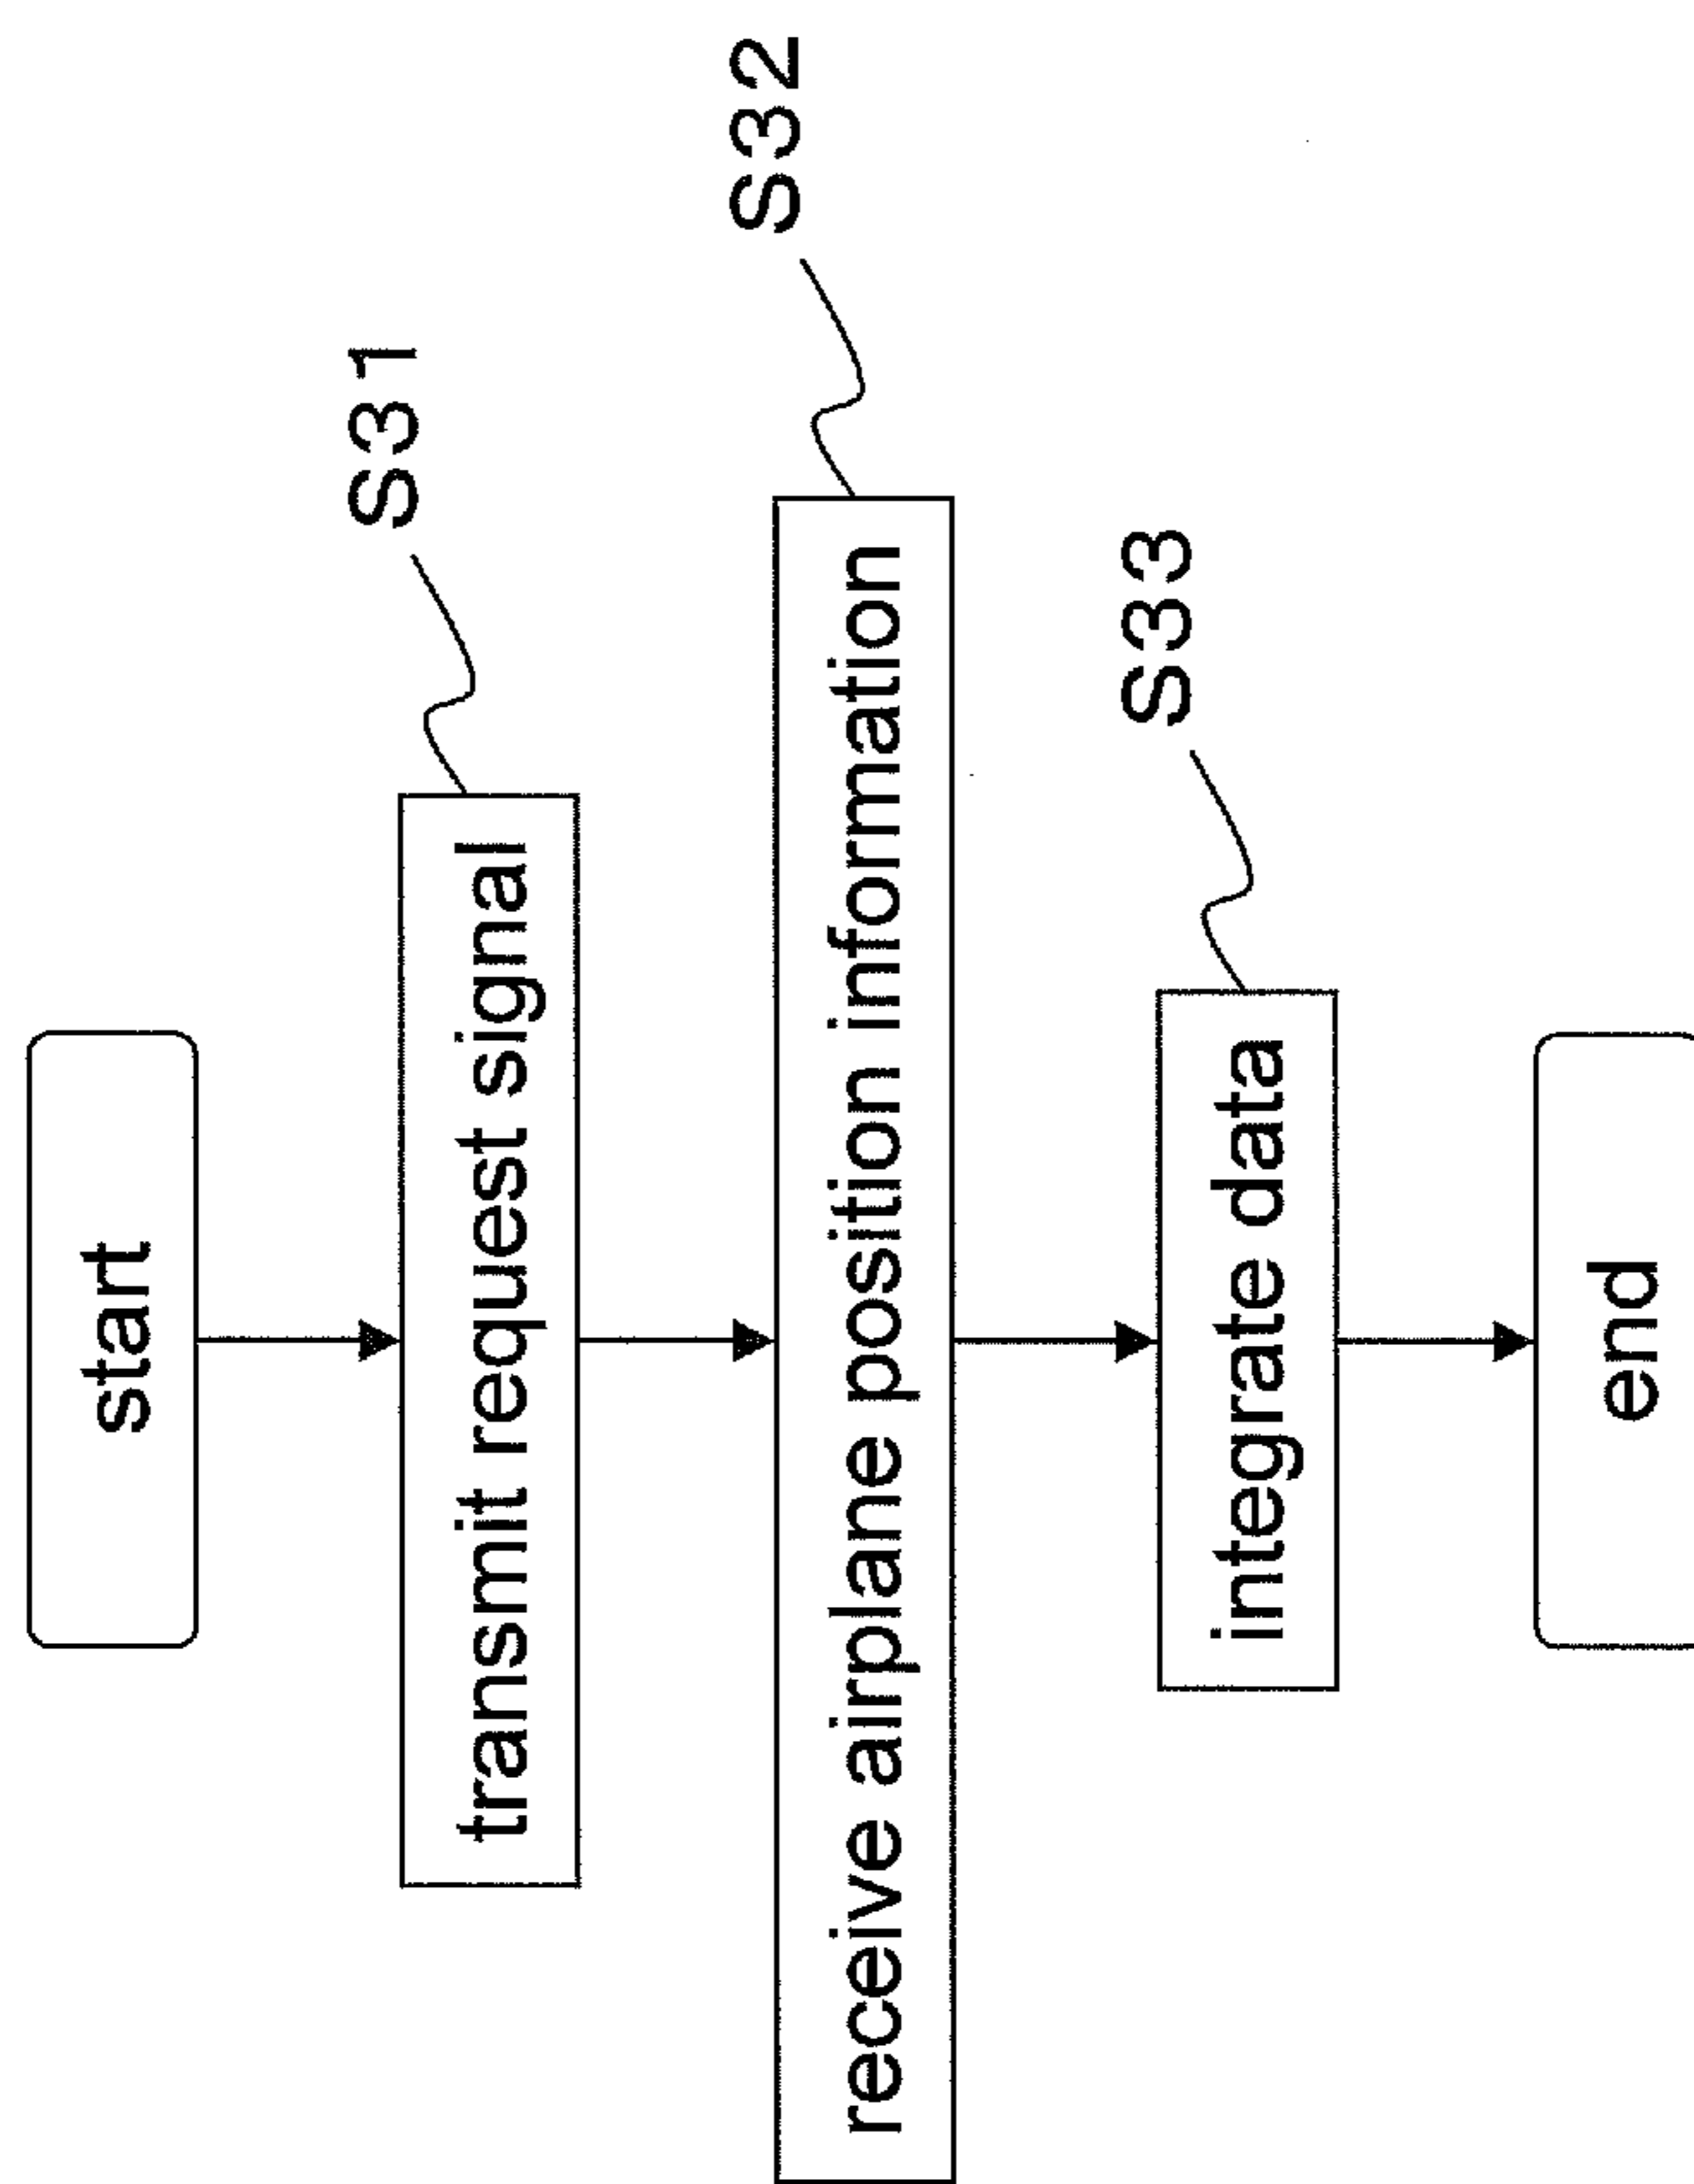 start
transmit request signal
S31
receive airplane position information
S32
integrate data
S33
end